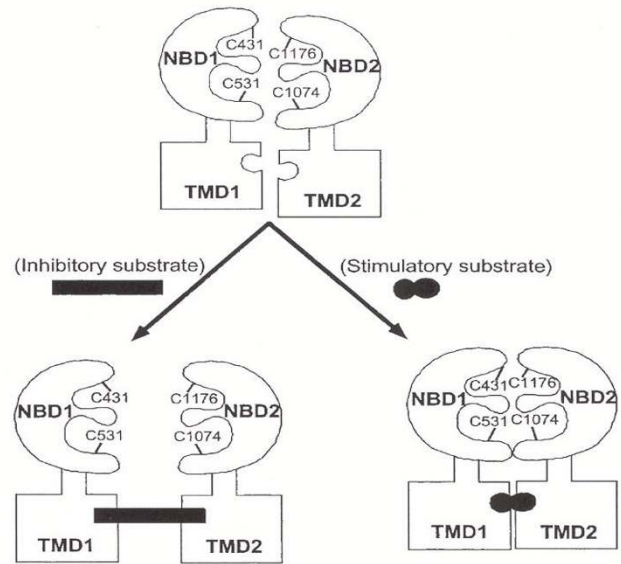 C431
C1176
NBD1
NBD2
C531
C1074
TMD1
TMD2
(Inhibitory substrate)
(Stimulatory substrate)
C431
C1176
NBD1
NBD2
C531
C1074
TMD1
TMD2
C431
C1176
NBD1
NBD2
C531
C1074
TMD1
TMD2